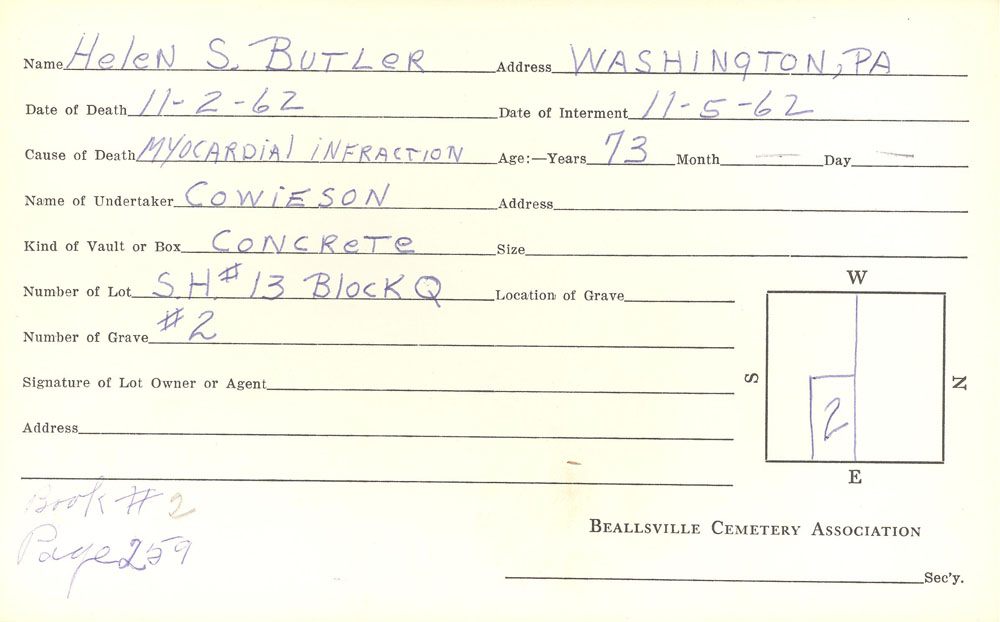 Name Helen S. Butler Address WASHINGTON, PA
Date of Death 11-2-62 Date of Interment 11-5-62
Cause of Death MYOCARDIAl iNFRACTION Age:—Years 73 Month — Day —
Name of Undertaker COWiESON Address
Kind of Vault or Box CONCReTe Size
Number of Lot S.H.# 13 BlocK Q Location of Grave
Number of Grave #2
Signature of Lot Owner or Agent
Address
W
S
N
2
E
Book # 2
Page 259
BEALLSVILLE CEMETERY ASSOCIATION
Sec'y.